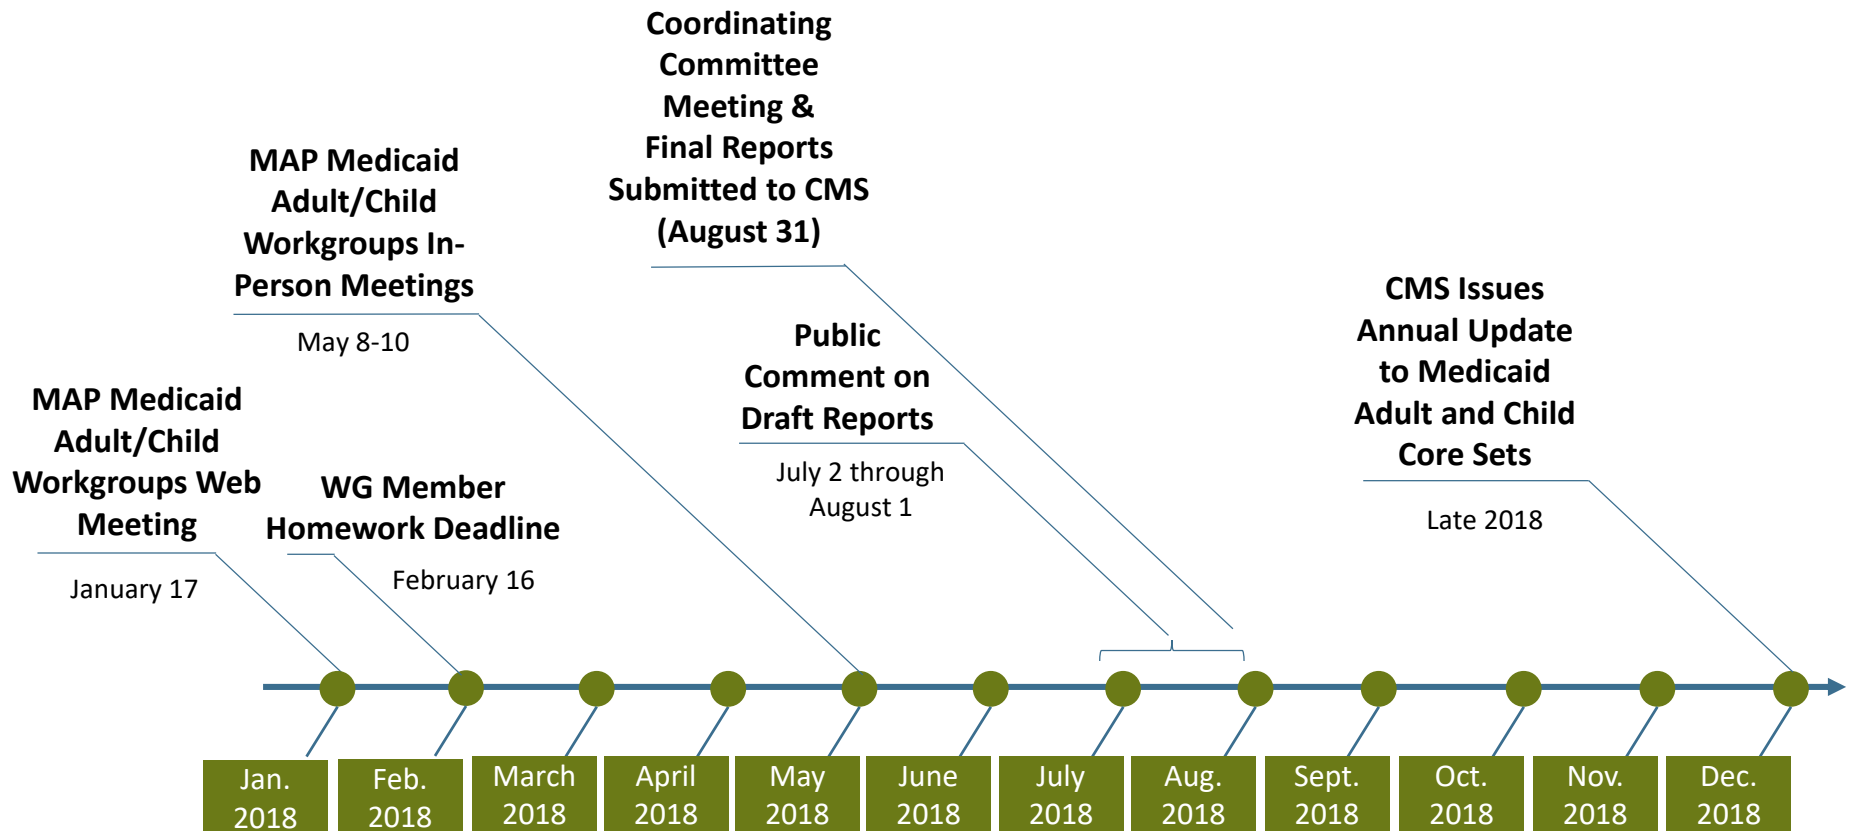 MAP Medicaid
Adult/Child
Workgroups Web
Meeting
January 17
WG Member
Homework Deadline
February 16
MAP Medicaid
Adult/Child
Workgroups In-
Person Meetings
May 8-10
Coordinating
Committee
Meeting &
Final Reports
Submitted to CMS
(August 31)
Public
Comment on
Draft Reports
July 2 through
August 1
CMS Issues
Annual Update
to Medicaid
Adult and Child
Core Sets
Late 2018
Jan.
2018
Feb.
2018
March
2018
April
2018
May
2018
June
2018
July
2018
Aug.
2018
Sept.
2018
Oct.
2018
Nov.
2018
Dec.
2018